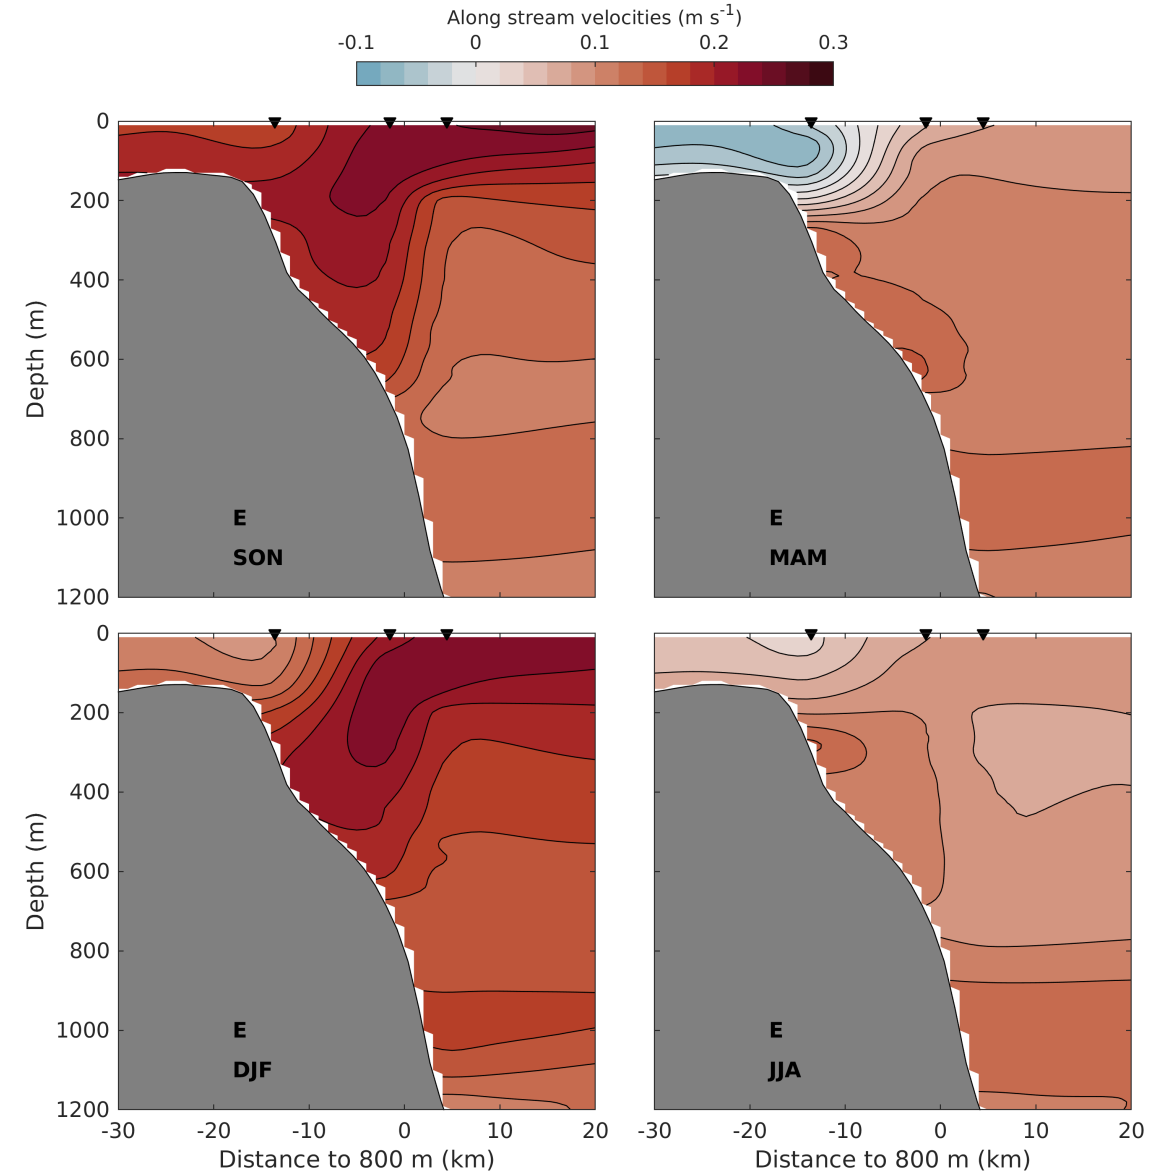 Along stream velocities (m s⁻¹)
-0.1 0 0.1 0.2 0.3
0
200
400
600
800
1000
1200
Depth (m)
E
SON
E
MAM
0
200
400
600
800
1000
1200
Depth (m)
E
DJF
E
JJA
-30 -20 -10 0 10 20
-30 -20 -10 0 10 20
Distance to 800 m (km)
Distance to 800 m (km)